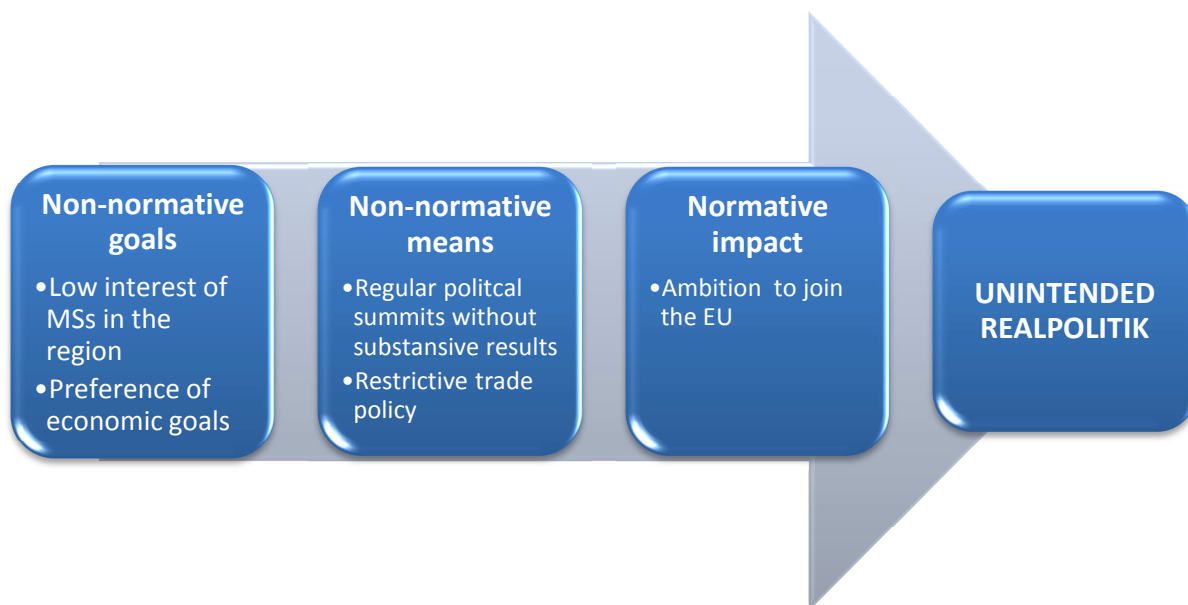 Non-normative
goals
•Low interest of
MSs in the
region
•Preference of
economic goals
Non-normative
means
•Regular politcal
summits without
substansive results
•Restrictive trade
policy
Normative
impact
•Ambition to join
the EU
UNINTENDED
REALPOLITIK